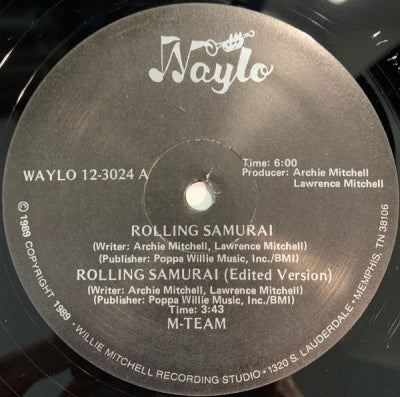 Waylo
WAYLO 12-3024 A
Time: 6:00
Producer: Archie Mitchell
Lawrence Mitchell
ROLLING SAMURAI
(Writer: Archie Mitchell, Lawrence Mitchell)
(Publisher: Poppa Willie Music, Inc./BMI)
ROLLING SAMURAI (Edited Version)
(Writer: Archie Mitchell, Lawrence Mitchell)
(Publisher: Poppa Willie Music, Inc./BMI)
Time: 3:43
M-TEAM
© 1989 COPYRIGHT 1989 • WILLIE MITCHELL RECORDING STUDIO • 1320 S. LAUDERDALE • MEMPHIS, TN 38106